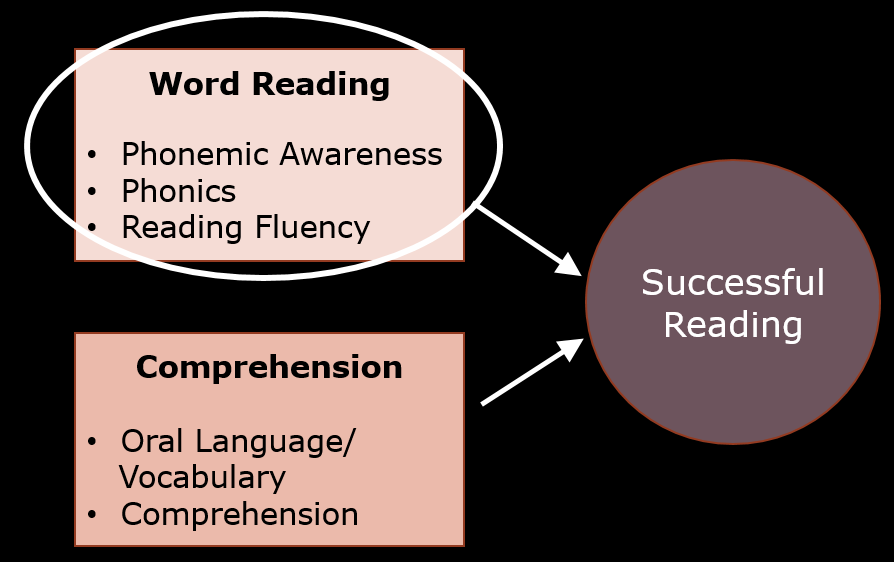 Word Reading
• Phonemic Awareness
• Phonics
• Reading Fluency
Comprehension
• Oral Language/
Vocabulary
• Comprehension
Successful
Reading